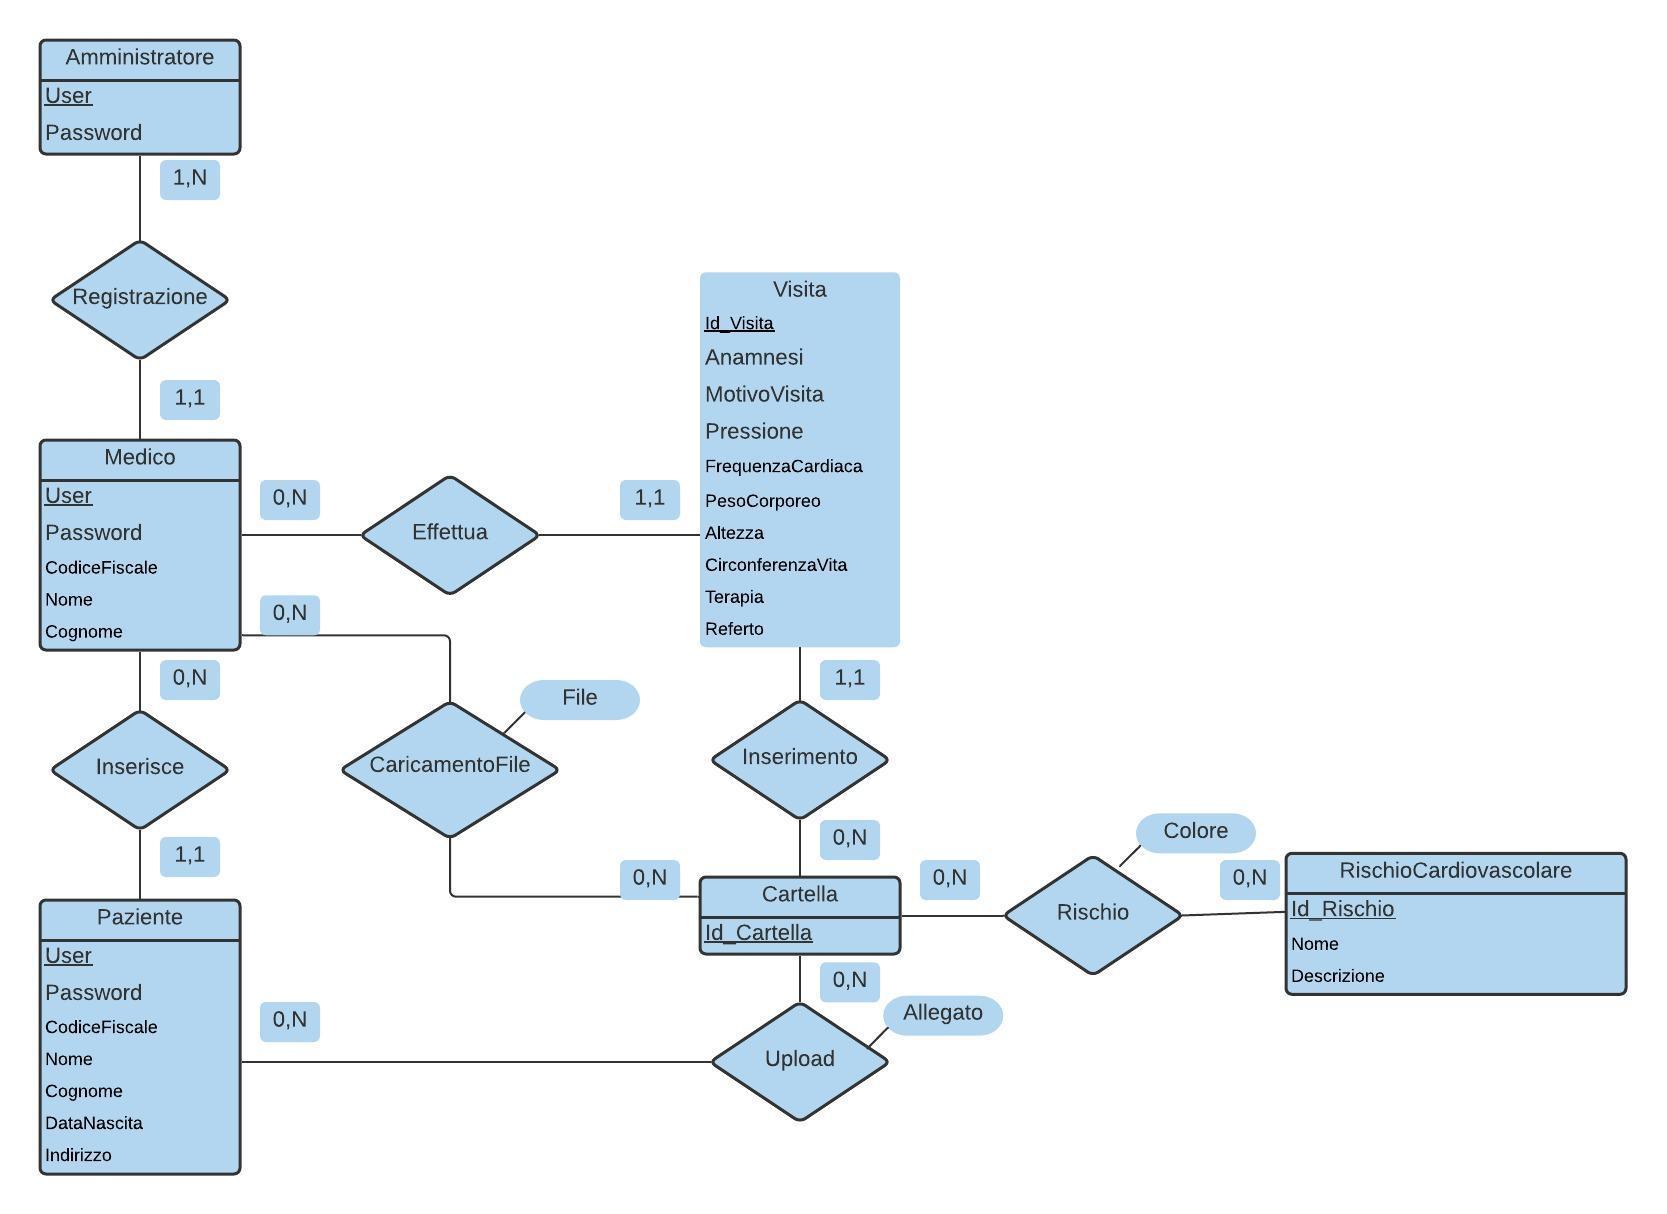 Amministratore
User
Password
1,N
Registrazione
1,1
Medico
User
Password
CodiceFiscale
Nome
Cognome
0,N
Effettua
1,1
Visita
Id_Visita
Anamnesi
MotivoVisita
Pressione
FrequenzaCardiaca
PesoCorporeo
Altezza
CirconferenzaVita
Terapia
Referto
0,N
0,N
File
CaricamentoFile
1,1
Inserisce
Inserimento
1,1
0,N
0,N
0,N
Colore
Rischio
0,N
RischioCardiovascolare
Id_Rischio
Nome
Descrizione
Cartella
Id_Cartella
Paziente
User
Password
CodiceFiscale
Nome
Cognome
DataNascita
Indirizzo
0,N
0,N
Allegato
Upload